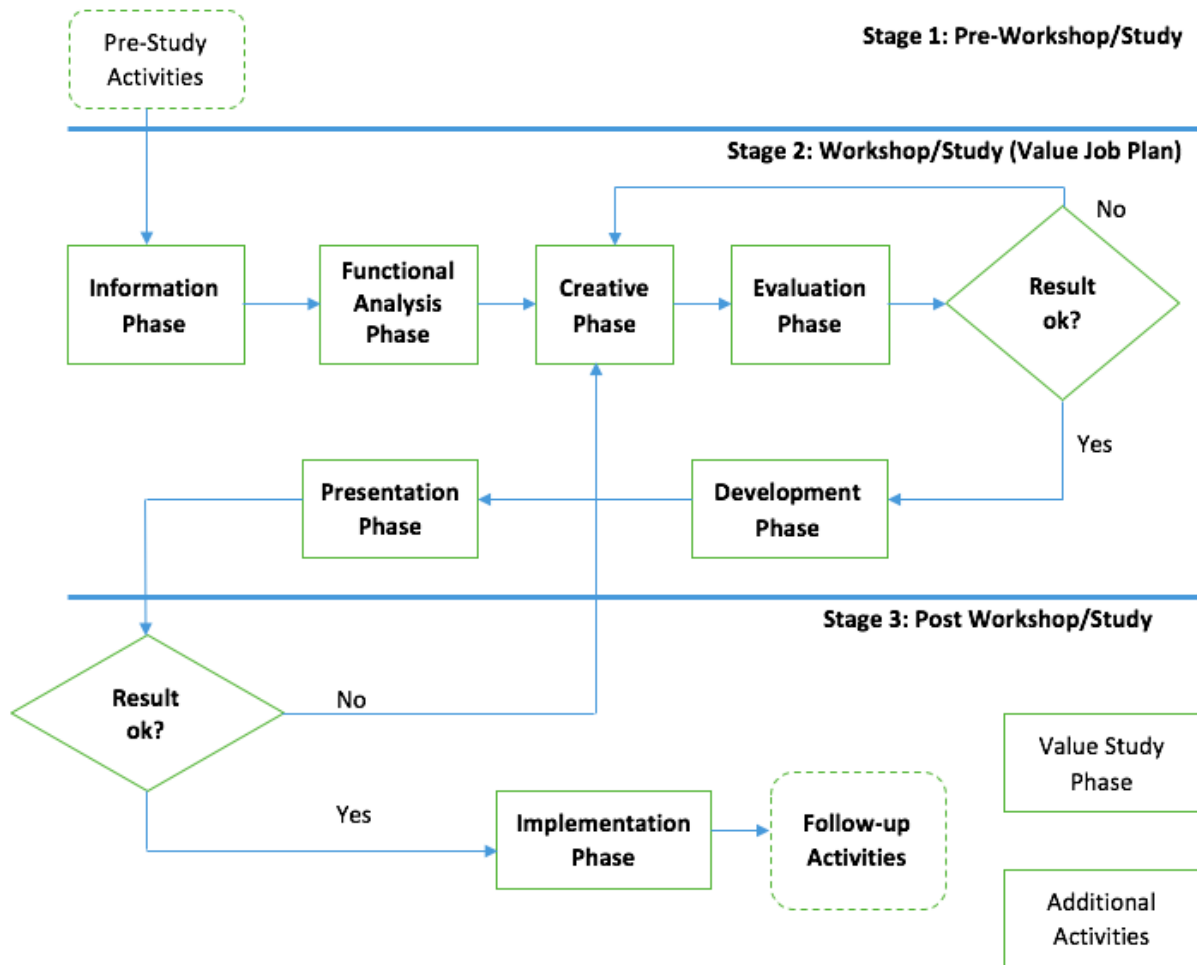 Pre-Study
Activities
Stage 1: Pre-Workshop/Study
Stage 2: Workshop/Study (Value Job Plan)
No
Information
Phase
Functional
Analysis
Phase
Creative
Phase
Evaluation
Phase
Result
ok?
Yes
Presentation
Phase
Development
Phase
Stage 3: Post Workshop/Study
Result
ok?
No
Value Study
Phase
Yes
Implementation
Phase
Follow-up
Activities
Additional
Activities